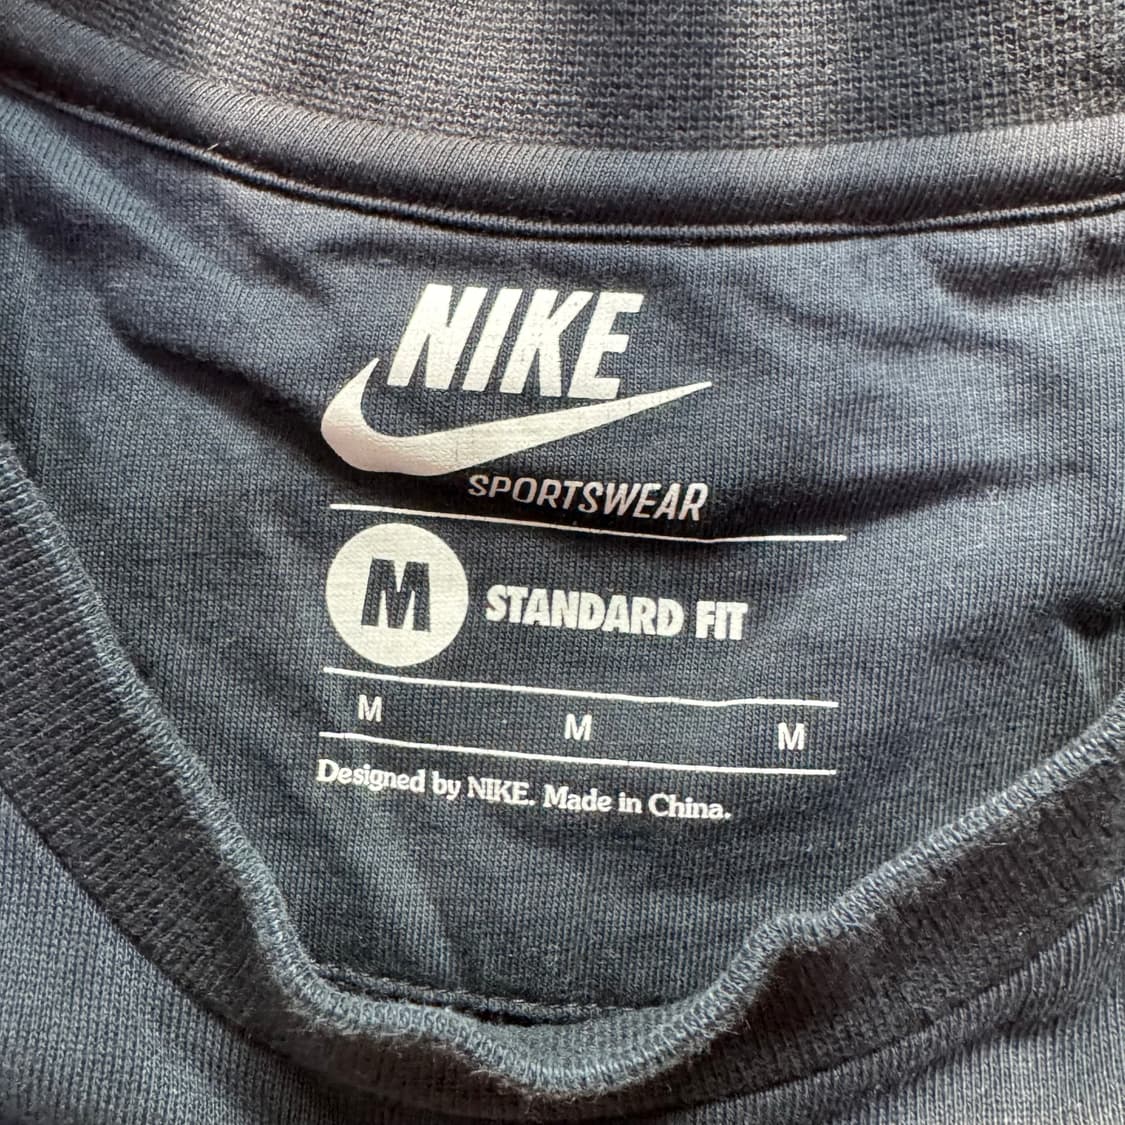 NIKE
SPORTSWEAR
M STANDARD FIT
M M M
Designed by NIKE. Made in China.